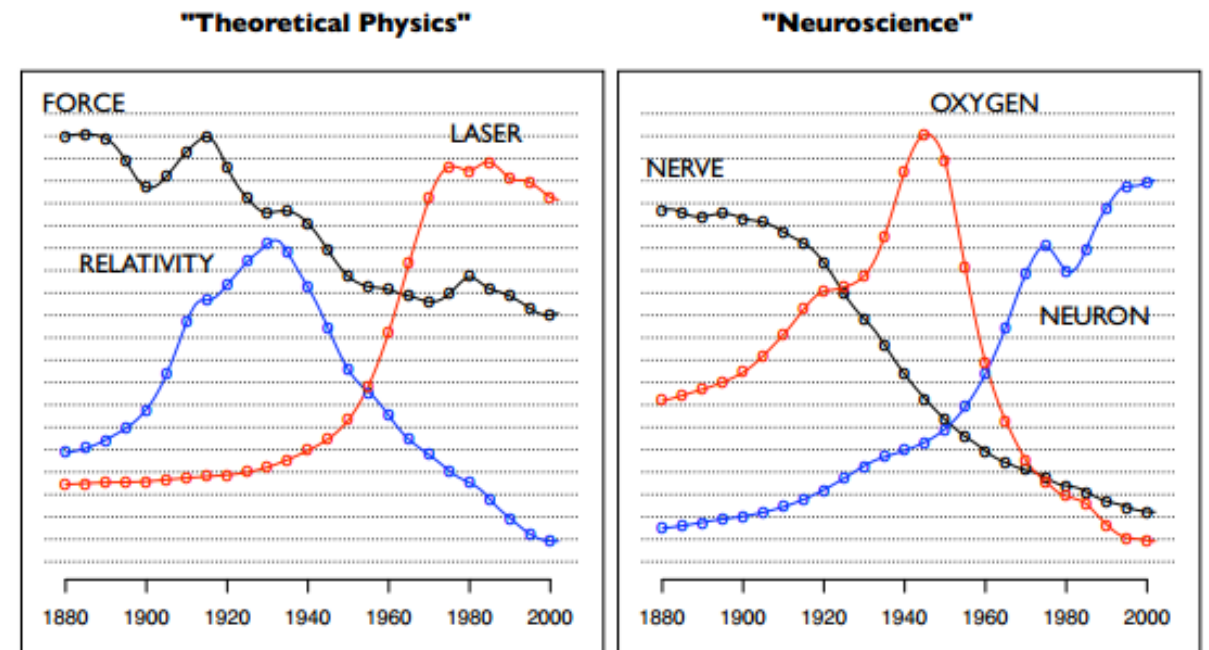 "Theoretical Physics"
"Neuroscience"
FORCE
LASER
RELATIVITY
1880 1900 1920 1940 1960 1980 2000
OXYGEN
NERVE
NEURON
1880 1900 1920 1940 1960 1980 2000